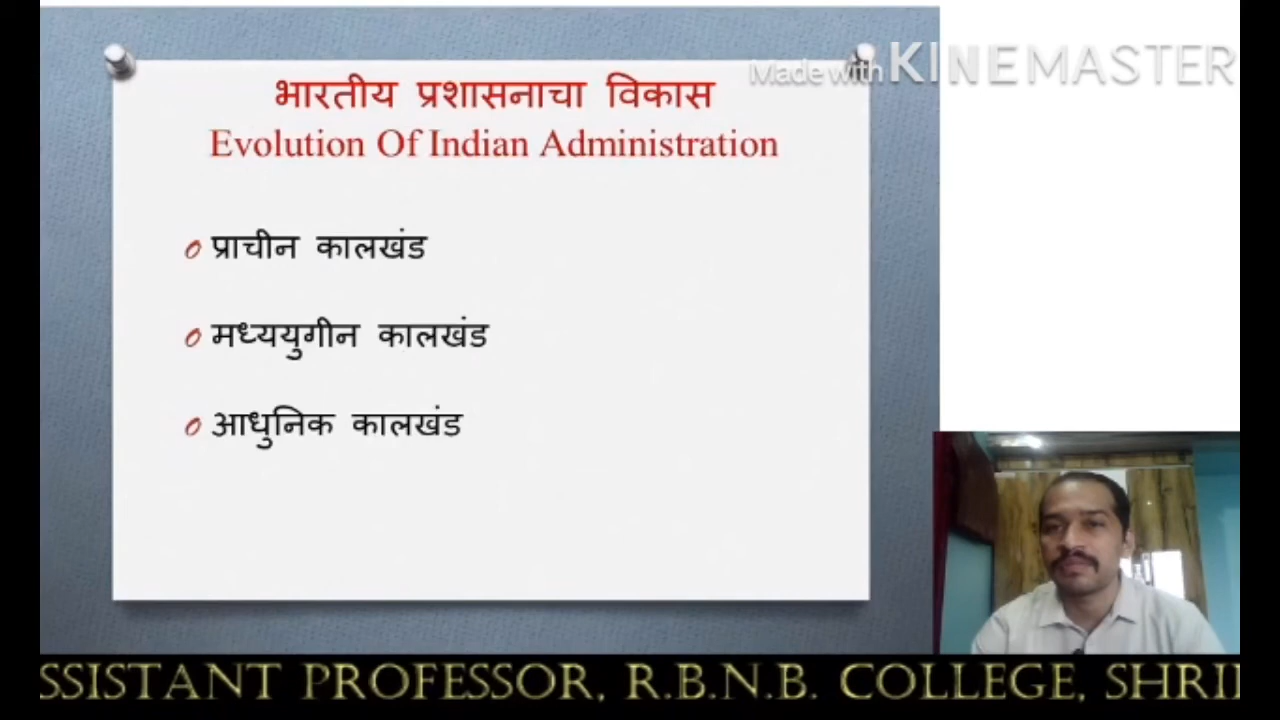 भारतीय प्रशासनाचा विकास
Made with KINEMASTER
Evolution Of Indian Administration
प्राचीन कालखंड
मध्ययुगीन कालखंड
आधुनिक कालखंड
SSISTANT PROFESSOR, R.B.N.B. COLLEGE, SHRI